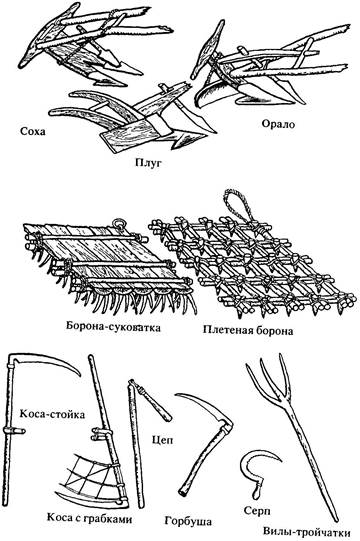 Соха
Плуг
Орало
Борона-суковатка
Плетеная борона
Коса-стойка
Цеп
Коса с грабками
Горбуша
Серп
Вилы-тройчатки